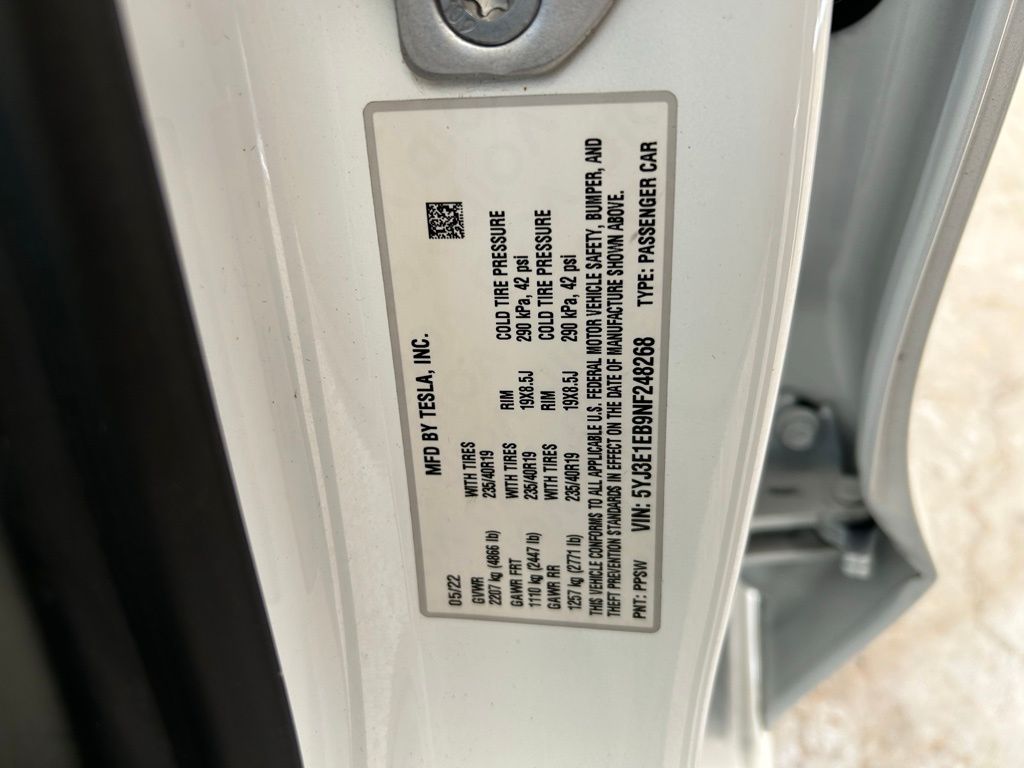 MFD BY TESLA, INC.
05/22
GVWR WITH TIRES
2207 kg (4866 lb) 235/40R19
GAWR FRT WITH TIRES RIM COLD TIRE PRESSURE
1110 kg (2447 lb) 235/40R19 19X8.5J 290 kPa, 42 psi
GAWR RR WITH TIRES RIM COLD TIRE PRESSURE
1257 kg (2771 lb) 235/40R19 19X8.5J 290 kPa, 42 psi
THIS VEHICLE CONFORMS TO ALL APPLICABLE U.S. FEDERAL MOTOR VEHICLE SAFETY, BUMPER, AND
THEFT PREVENTION STANDARDS IN EFFECT ON THE DATE OF MANUFACTURE SHOWN ABOVE.
PNT: PPSW VIN: 5YJ3E1EB9NF248268 TYPE: PASSENGER CAR